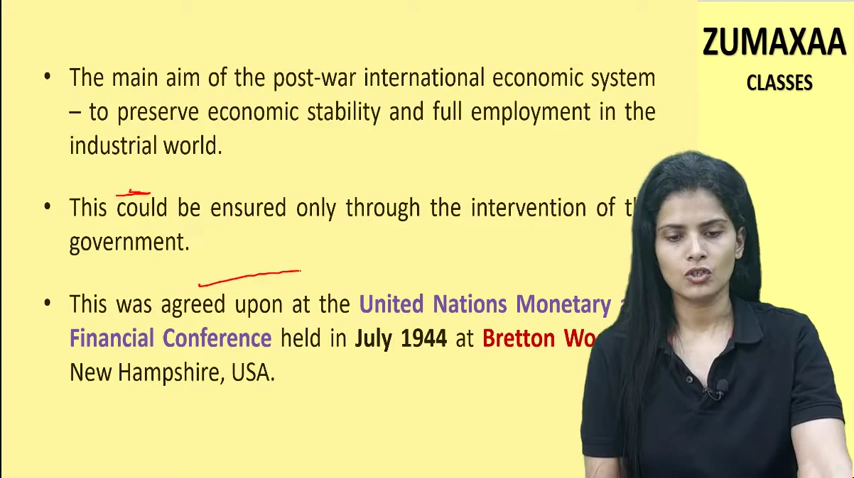 ZUMAXAA
CLASSES
• The main aim of the post-war international economic system
– to preserve economic stability and full employment in the
industrial world.
• This could be ensured only through the intervention of
government.
• This was agreed upon at the United Nations Monetary
Financial Conference held in July 1944 at Bretton
New Hampshire, USA.